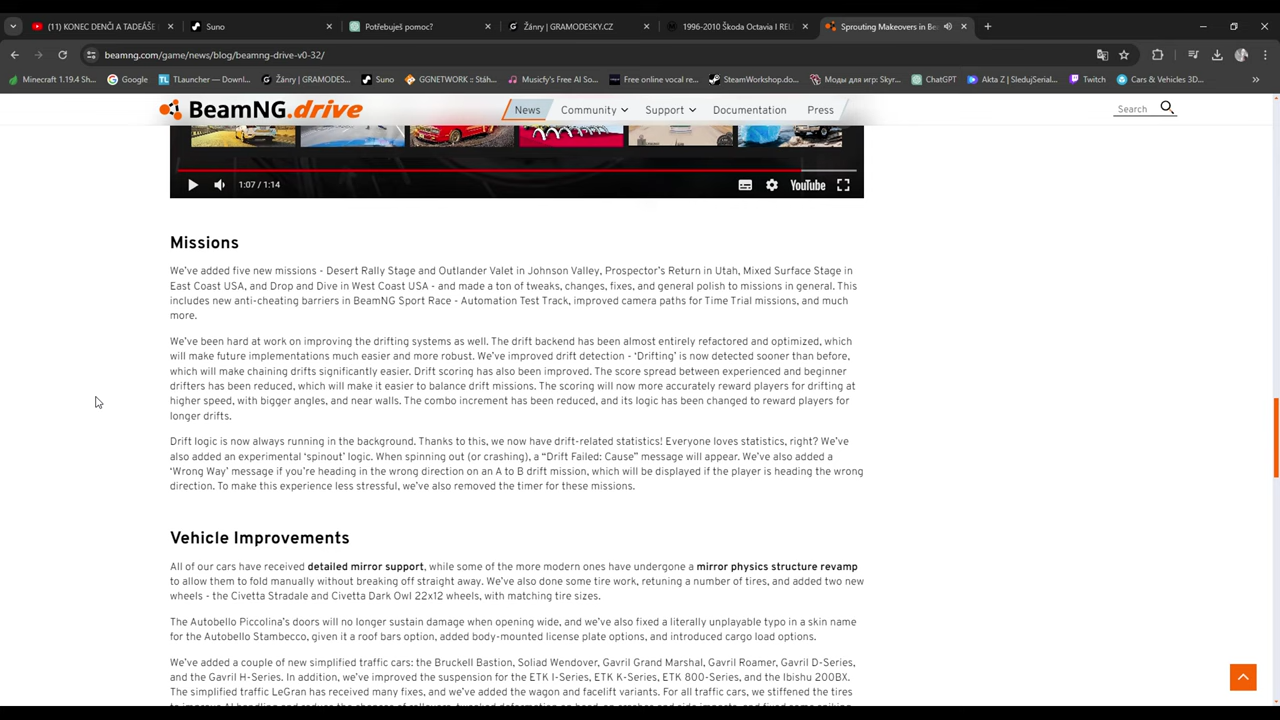 (11) KONEC DENČI A TADEÁŠE
Suno
Potřebuješ pomoc?
Žánry | GRAMODESKY.CZ
1996-2010 Škoda Octavia I REL
Sprouting Makeovers in Be
beamng.com/game/news/blog/beamng-drive-v0-32/
Minecraft 1.19.4 Sh...
Google
TLauncher — Downl...
Žánry | GRAMODES...
Suno
GGNETWORK :: Stáh...
Musicfy's Free AI So...
Free online vocal re...
SteamWorkshop.do...
Моды для игр: Skyr...
ChatGPT
Akta Z | SledujSerial...
Twitch
Cars & Vehicles 3D...
BeamNG.drive
News
Community
Support
Documentation
Press
Search
1:07 / 1:14
YouTube
Missions
We've added five new missions - Desert Rally Stage and Outlander Valet in Johnson Valley, Prospector's Return in Utah, Mixed Surface Stage in
East Coast USA, and Drop and Dive in West Coast USA - and made a ton of tweaks, changes, fixes, and general polish to missions in general. This
includes new anti-cheating barriers in BeamNG Sport Race - Automation Test Track, improved camera paths for Time Trial missions, and much
more.
We've been hard at work on improving the drifting systems as well. The drift backend has been almost entirely refactored and optimized, which
will make future implementations much easier and more robust. We've improved drift detection - 'Drifting' is now detected sooner than before,
which will make chaining drifts significantly easier. Drift scoring has also been improved. The score spread between experienced and beginner
drifters has been reduced, which will make it easier to balance drift missions. The scoring will now more accurately reward players for drifting at
higher speed, with bigger angles, and near walls. The combo increment has been reduced, and its logic has been changed to reward players for
longer drifts.
Drift logic is now always running in the background. Thanks to this, we now have drift-related statistics! Everyone loves statistics, right? We've
also added an experimental 'spinout' logic. When spinning out (or crashing), a "Drift Failed: Cause" message will appear. We've also added a
'Wrong Way' message if you're heading in the wrong direction on an A to B drift mission, which will be displayed if the player is heading the wrong
direction. To make this experience less stressful, we've also removed the timer for these missions.
Vehicle Improvements
All of our cars have received detailed mirror support, while some of the more modern ones have undergone a mirror physics structure revamp
to allow them to fold manually without breaking off straight away. We've also done some tire work, retuning a number of tires, and added two new
wheels - the Civetta Stradale and Civetta Dark Owl 22x12 wheels, with matching tire sizes.
The Autobello Piccolina's doors will no longer sustain damage when opening wide, and we've also fixed a literally unplayable typo in a skin name
for the Autobello Stambecco, given it a roof bars option, added body-mounted license plate options, and introduced cargo load options.
We've added a couple of new simplified traffic cars: the Bruckell Bastion, Soliad Wendover, Gavril Grand Marshal, Gavril Roamer, Gavril D-Series,
and the Gavril H-Series. In addition, we've improved the suspension for the ETK I-Series, ETK K-Series, ETK 800-Series, and the Ibishu 200BX.
The simplified traffic LeGran has received many fixes, and we've added the wagon and facelift variants. For all traffic cars, we stiffened the tires